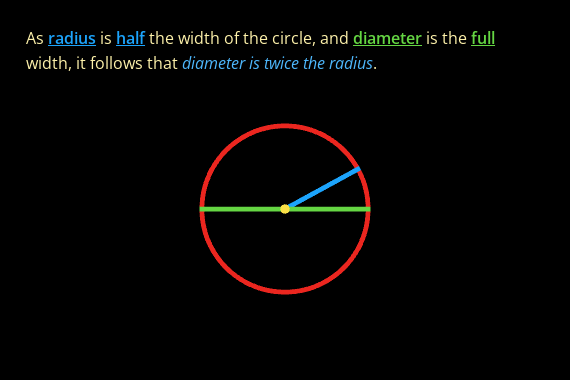 As radius is half the width of the circle, and diameter is the full
width, it follows that diameter is twice the radius.